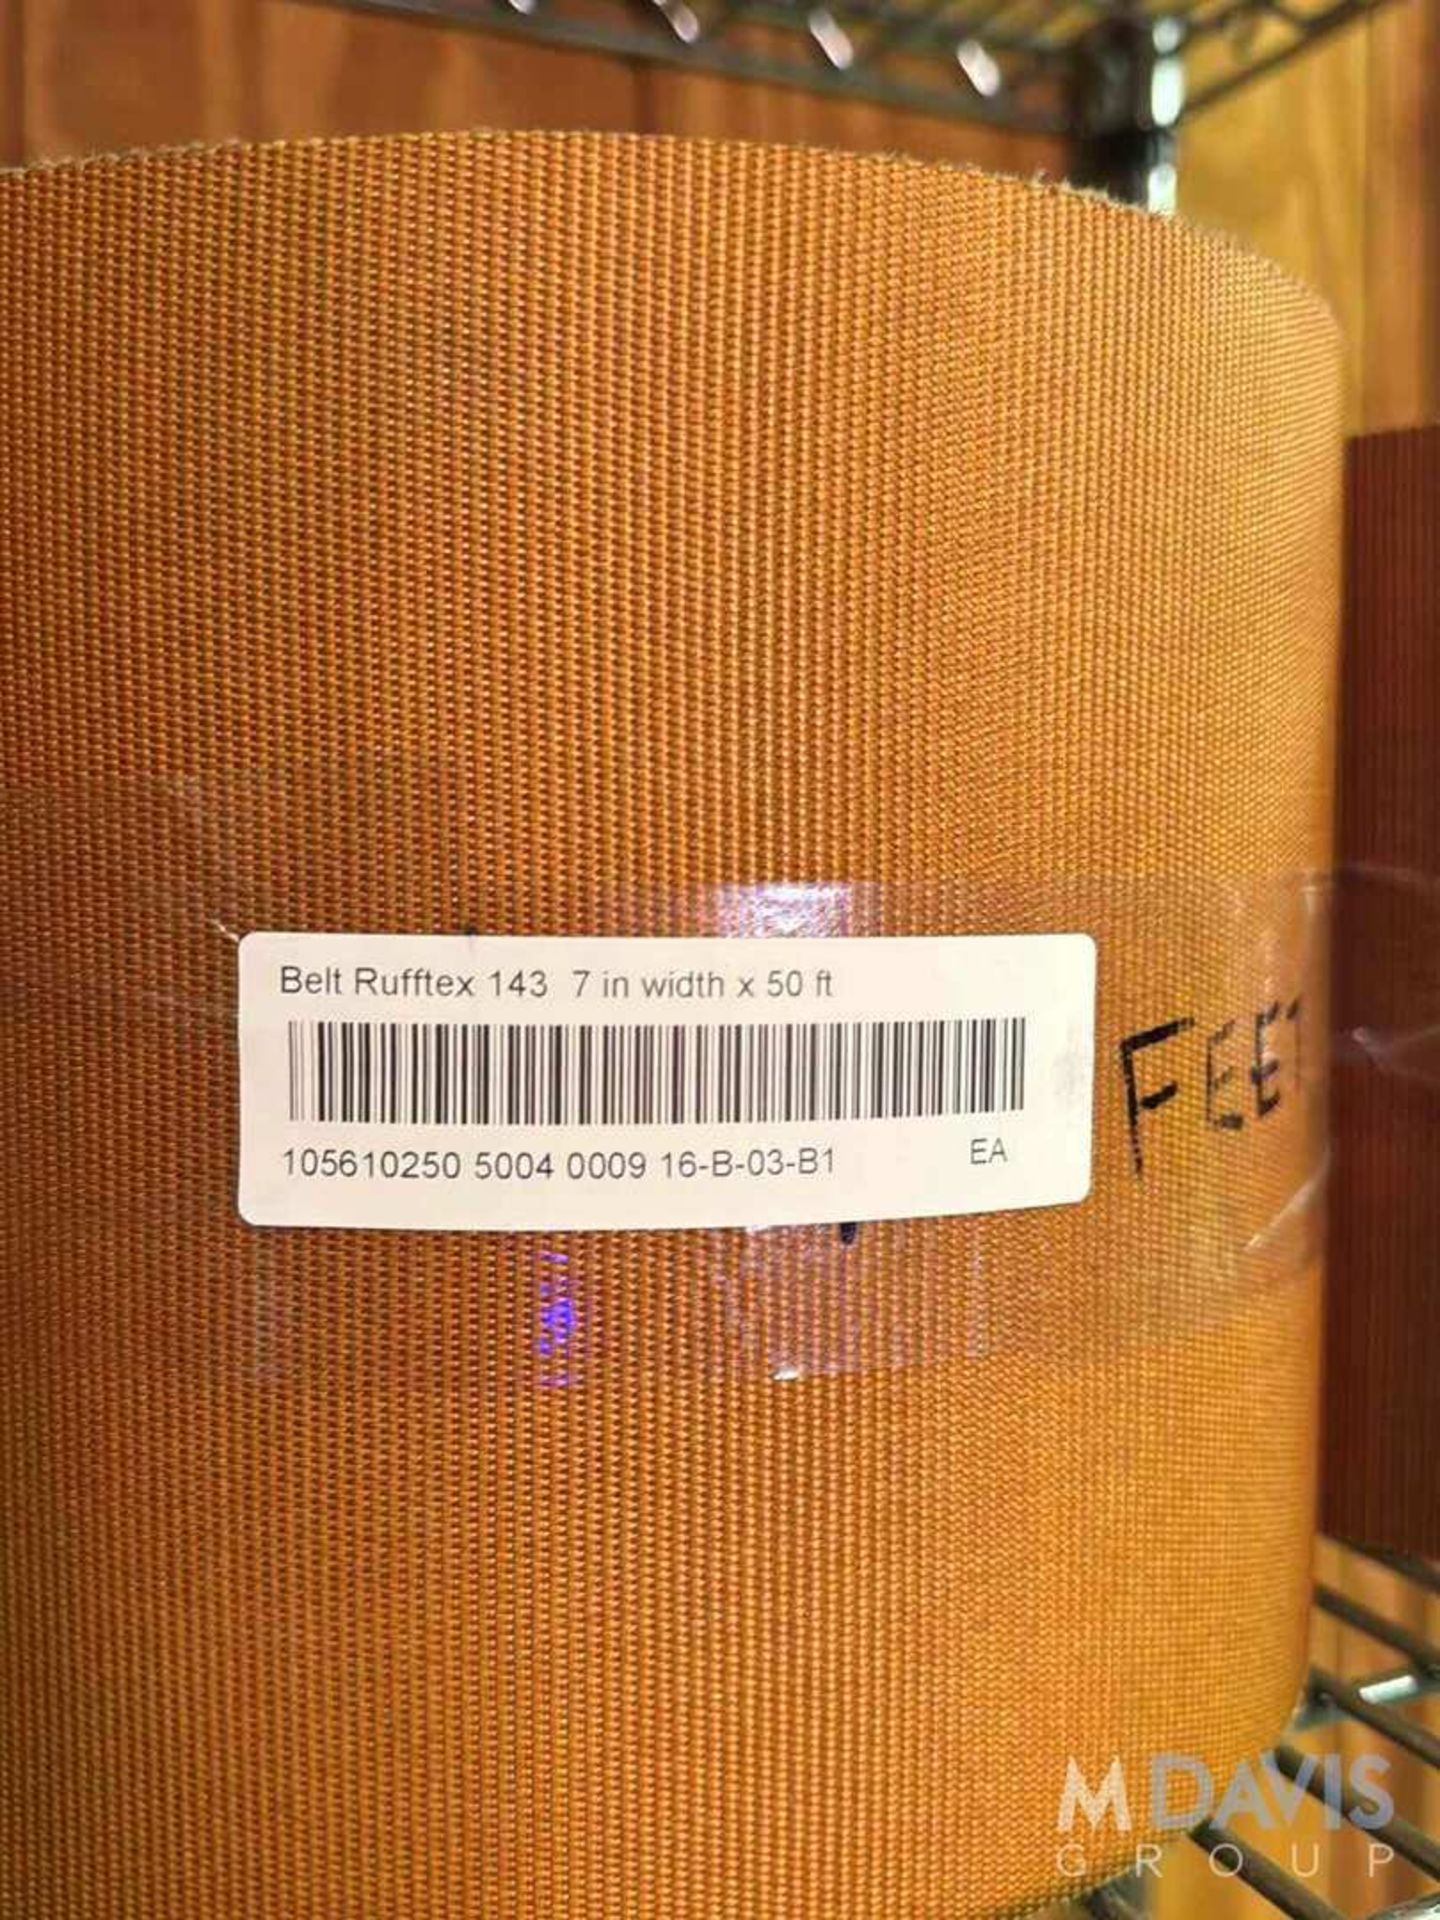 Belt Rufftex 143 7 in width x 50 ft
105610250 5004 0009 16-B-03-B1 EA
FEET
MDAVIS
GROUP